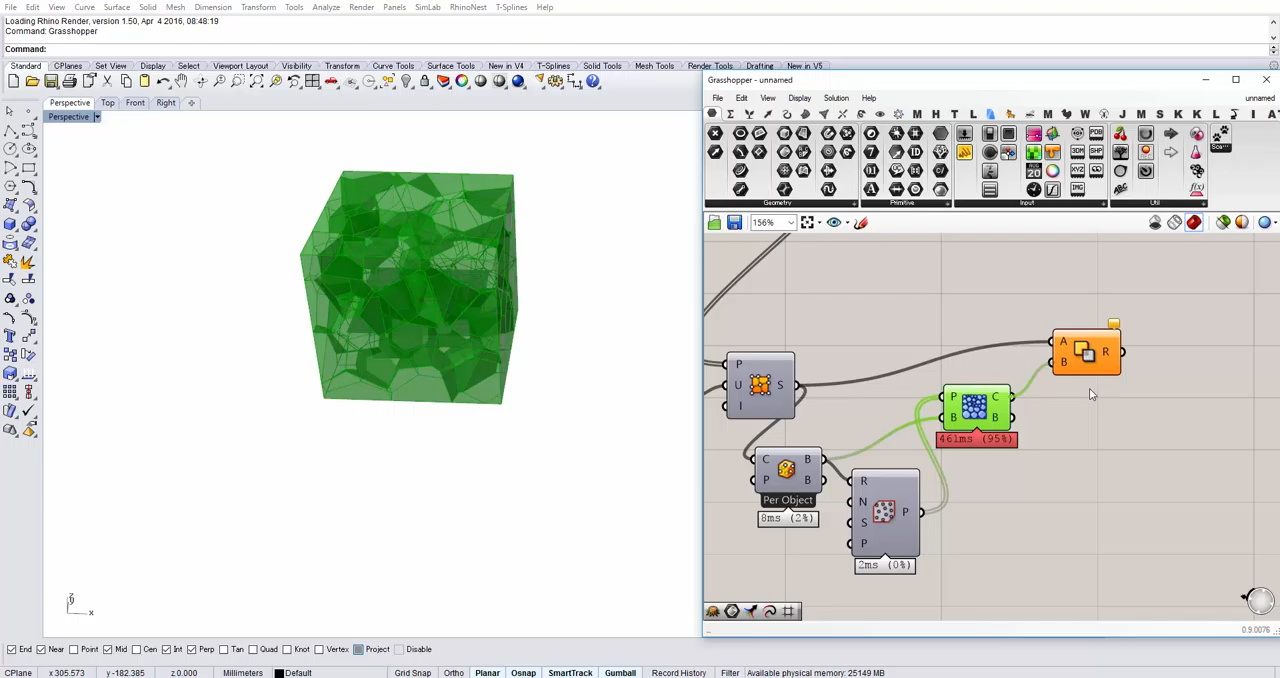 File Edit View Curve Surface Solid Mesh Dimension Transform Tools Analyze Render Panels SimLab RhinoNest T-Splines Help
Loading Rhino Render, version 1.50, Apr 4 2016, 08:48:19
Command: Grasshopper
Command:
Standard CPlanes Set View Display Select Viewport Layout Visibility Transform Curve Tools Surface Tools Solid Tools Mesh Tools Render Tools Drafting New in V5 T-Splines New in V4
Perspective Top Front Right
Perspective
Grasshopper - unnamed
File Edit View Display Solution Help
unnamed
M H T L M W J M S K K L I A
Geometry Primitive Input Util
156%
P
U
I
S
C
P
B
B
Per Object
8ms (2%)
R
N
S
P
P
2ms (0%)
P
B
C
B
461ms (95%)
A
B
R
0.9.0076
z
x
End Near Point Mid Cen Int Perp Tan Quad Knot Vertex Project Disable
CPlane x 305.573 y -182.385 z 0.000 Millimeters Default Grid Snap Ortho Planar Osnap SmartTrack Gumball Record History Filter Available physical memory: 25149 MB